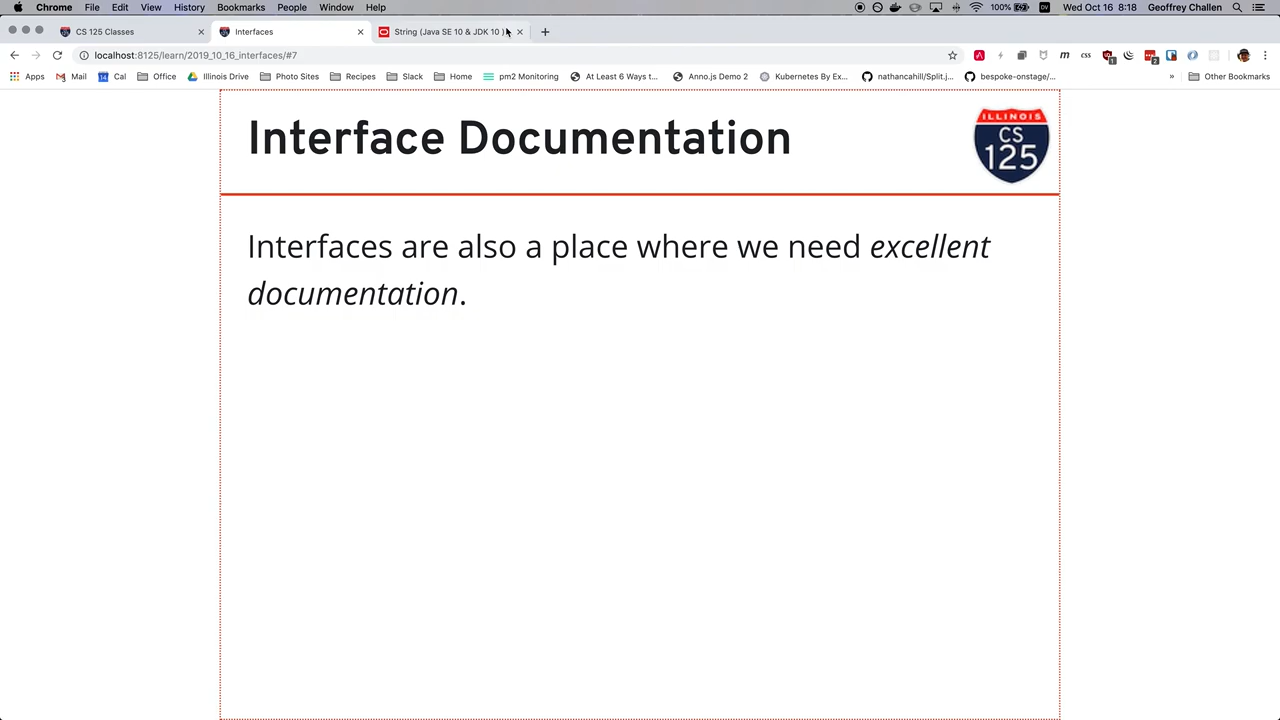 Chrome File Edit View History Bookmarks People Window Help 100% DV Wed Oct 16 8:18 Geoffrey Challen
CS 125 Classes Interfaces String (Java SE 10 & JDK 10 )
localhost:8125/learn/2019_10_16_interfaces/#7
Apps Mail Cal Office Illinois Drive Photo Sites Recipes Slack Home pm2 Monitoring At Least 6 Ways t... Anno.js Demo 2 Kubernetes By Ex... nathancahill/Split.j... bespoke-onstage/... » Other Bookmarks
Interface Documentation
ILLINOIS
CS
125
Interfaces are also a place where we need excellent
documentation.